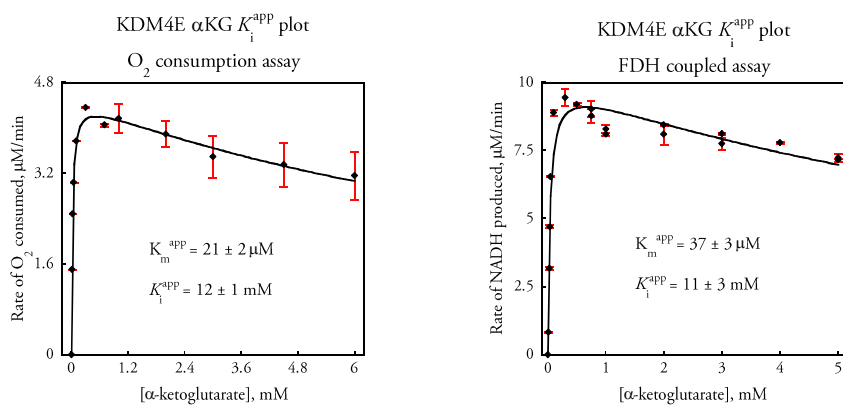 KDM4E αKG K_i^app plot
O₂ consumption assay
4.8
3.2
1.6
0
Rate of O₂ consumed, μM/min
K_m^app = 21 ± 2 μM
K_i^app = 12 ± 1 mM
0 1.2 2.4 3.6 4.8 6
[α-ketoglutarate], mM
KDM4E αKG K_i^app plot
FDH coupled assay
10
7.5
5
2.5
0
Rate of NADH produced, μM/min
K_m^app = 37 ± 3 μM
K_i^app = 11 ± 3 mM
0 1 2 3 4 5
[α-ketoglutarate], mM